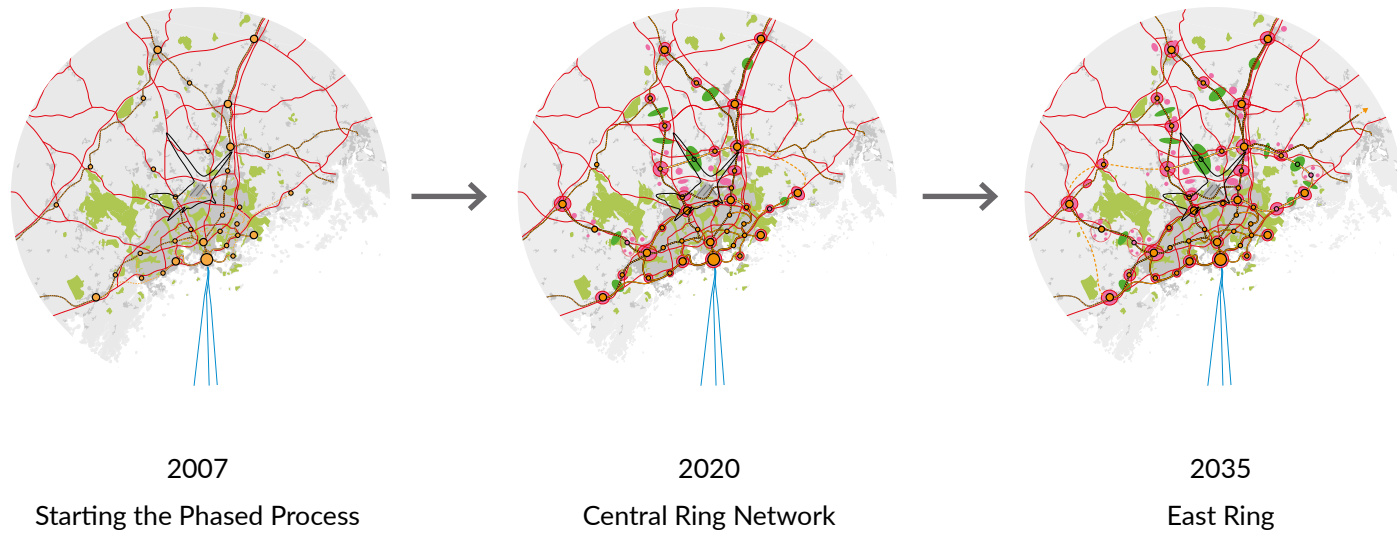 2007
Starting the Phased Process
2020
Central Ring Network
2035
East Ring